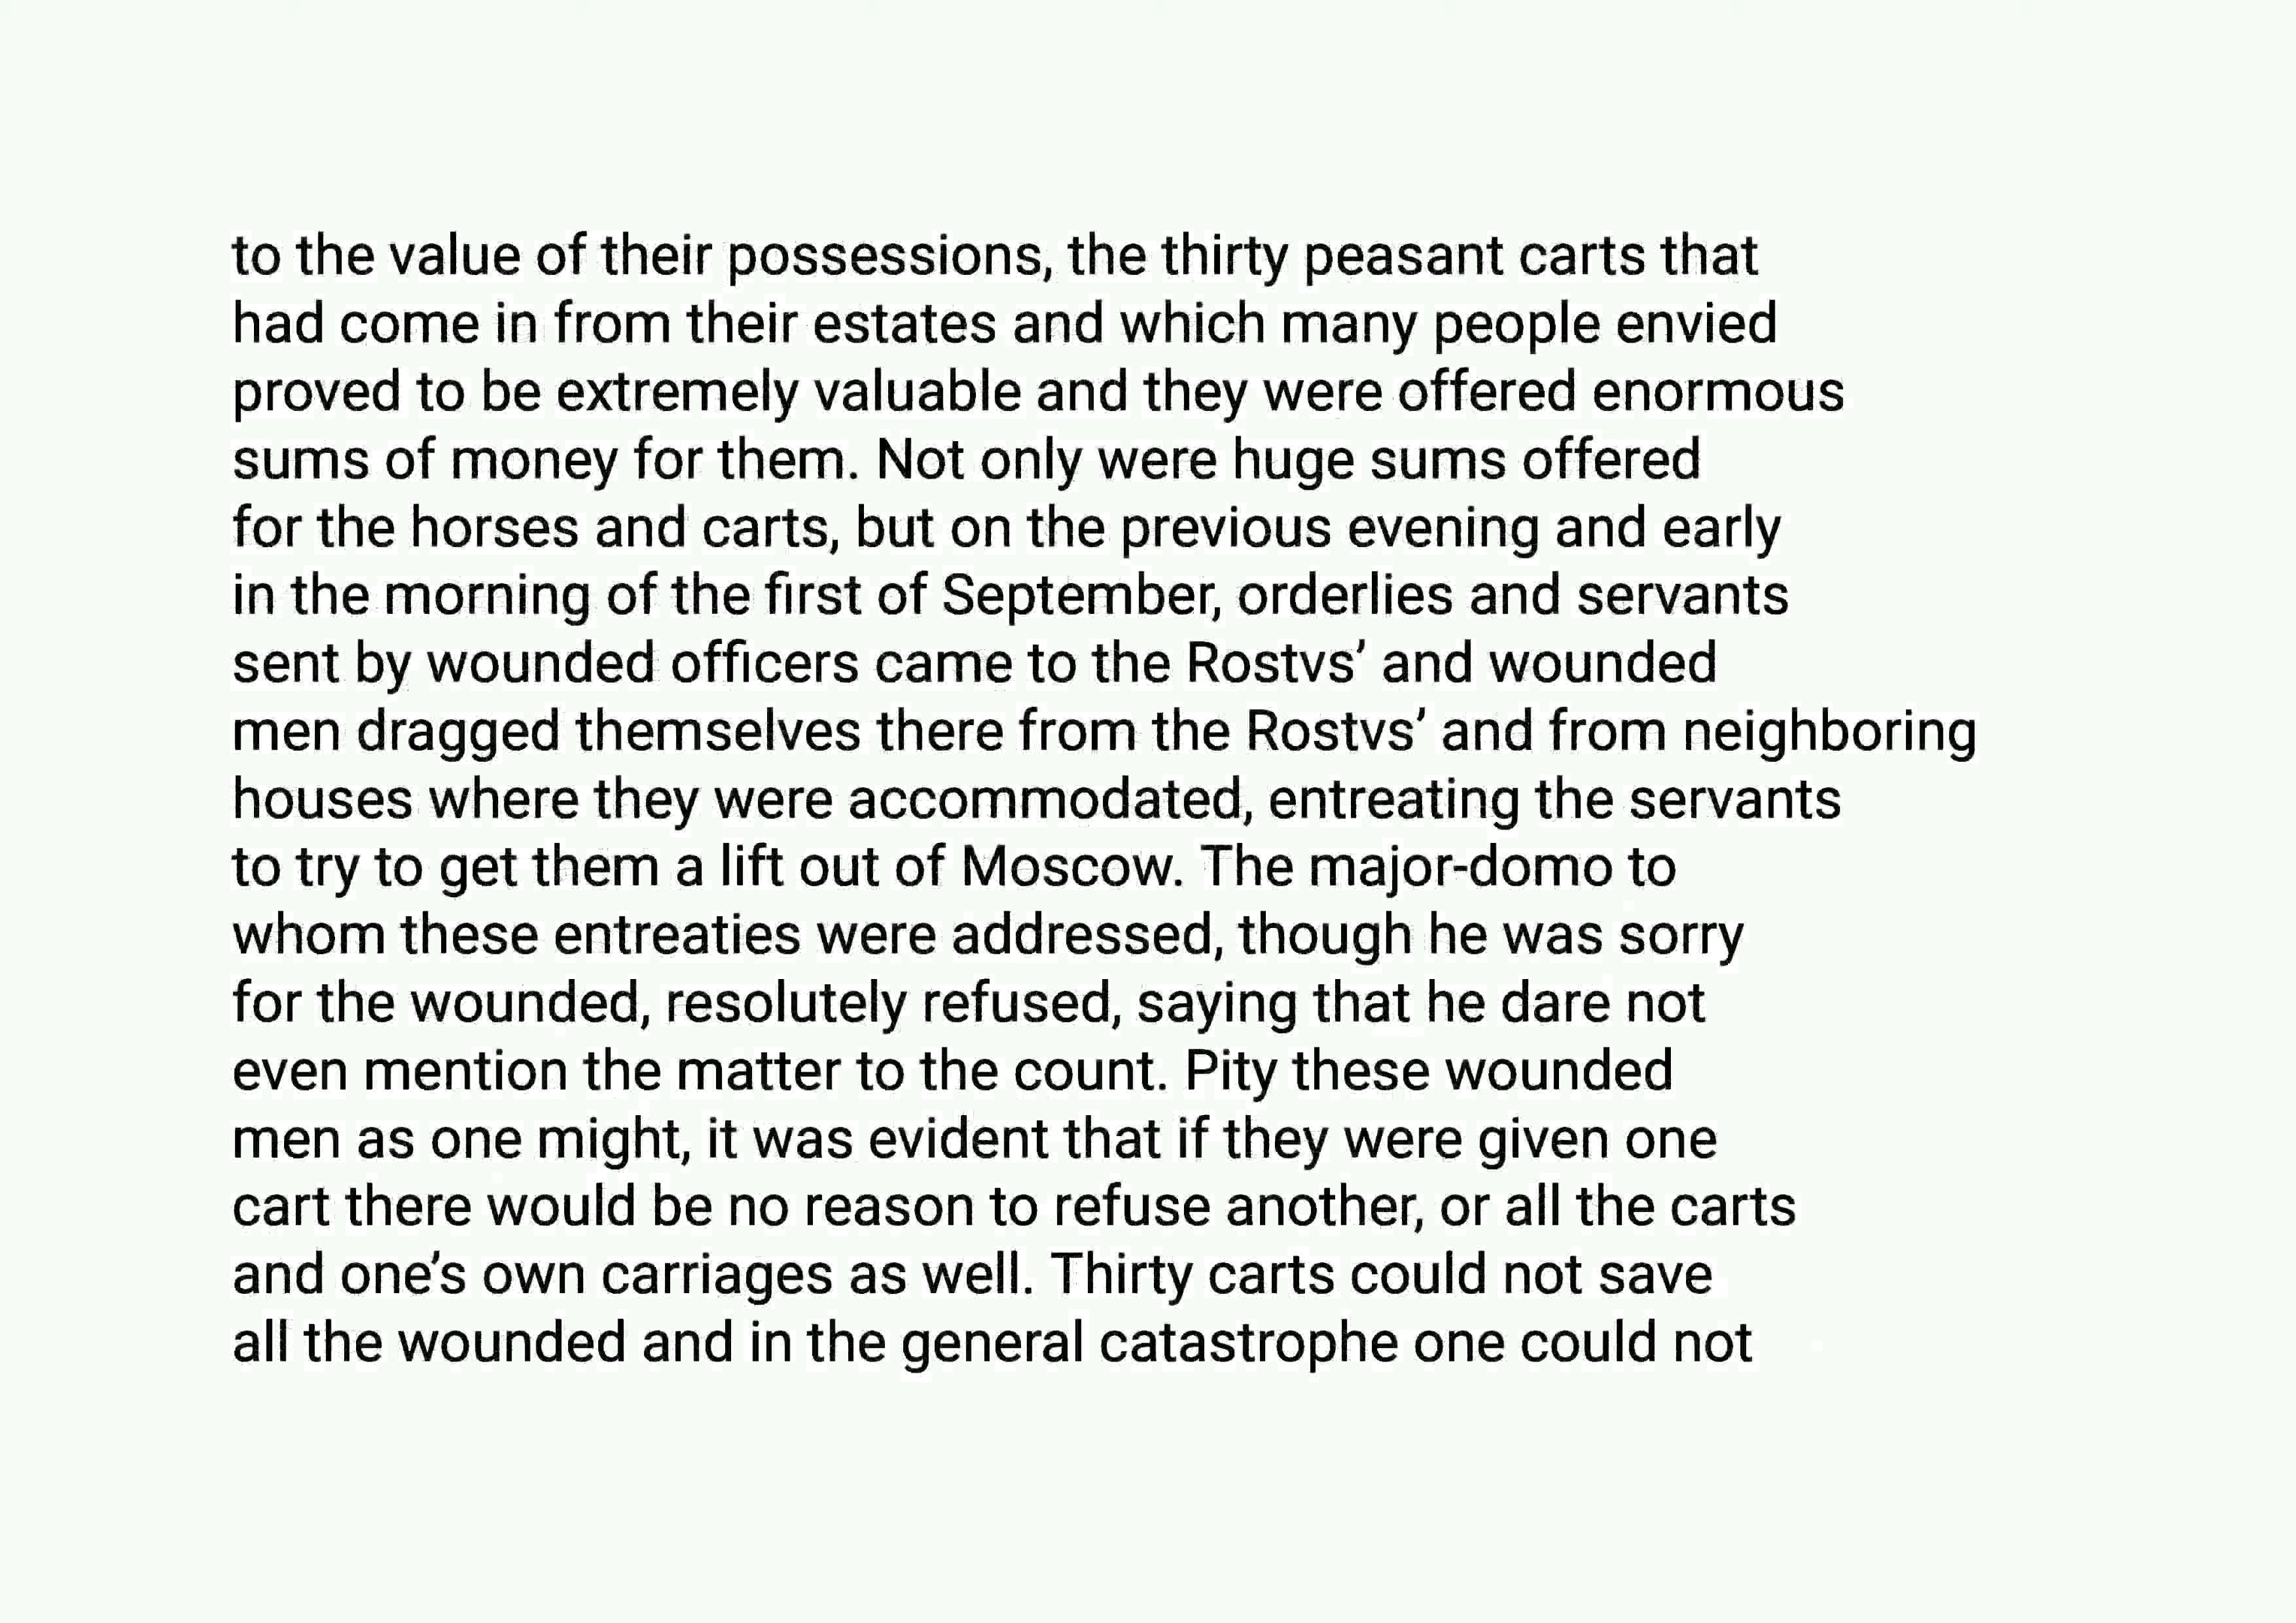 to the value of their possessions, the thirty peasant carts that
had come in from their estates and which many people envied
proved to be extremely valuable and they were offered enormous
sums of money for them. Not only were huge sums offered
for the horses and carts, but on the previous evening and early
in the morning of the first of September, orderlies and servants
sent by wounded officers came to the Rostvs’ and wounded
men dragged themselves there from the Rostvs’ and from neighboring
houses where they were accommodated, entreating the servants
to try to get them a lift out of Moscow. The major-domo to
whom these entreaties were addressed, though he was sorry
for the wounded, resolutely refused, saying that he dare not
even mention the matter to the count. Pity these wounded
men as one might, it was evident that if they were given one
cart there would be no reason to refuse another, or all the carts
and one’s own carriages as well. Thirty carts could not save
all the wounded and in the general catastrophe one could not